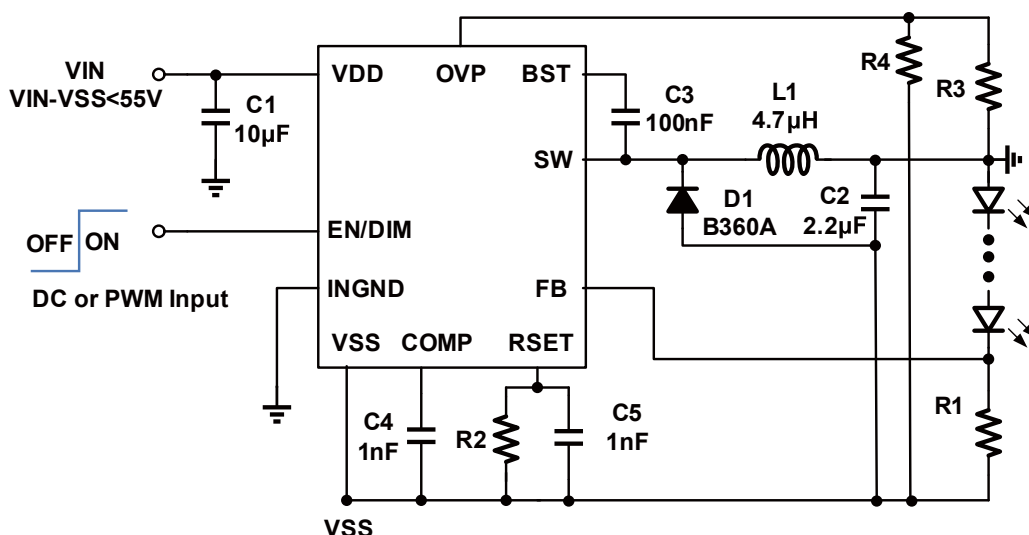 VIN
VIN-VSS<55V
C1
10µF
OFF
ON
DC or PWM Input
VDD
OVP
BST
SW
EN/DIM
INGND
FB
VSS
COMP
RSET
C3
100nF
L1
4.7µH
D1
B360A
C2
2.2µF
R4
R3
R1
C4
1nF
R2
C5
1nF
VSS